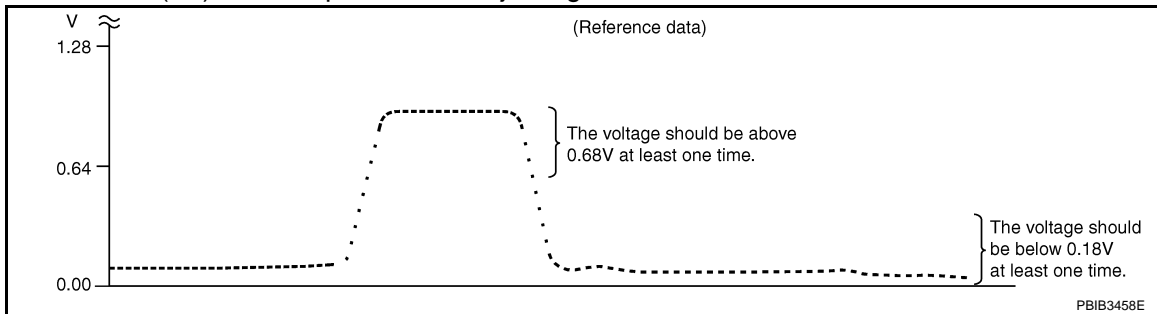 V
(Reference data)
1.28
The voltage should be above
0.68V at least one time.
0.64
The voltage should
be below 0.18V
at least one time.
0.00
PBIB3458E